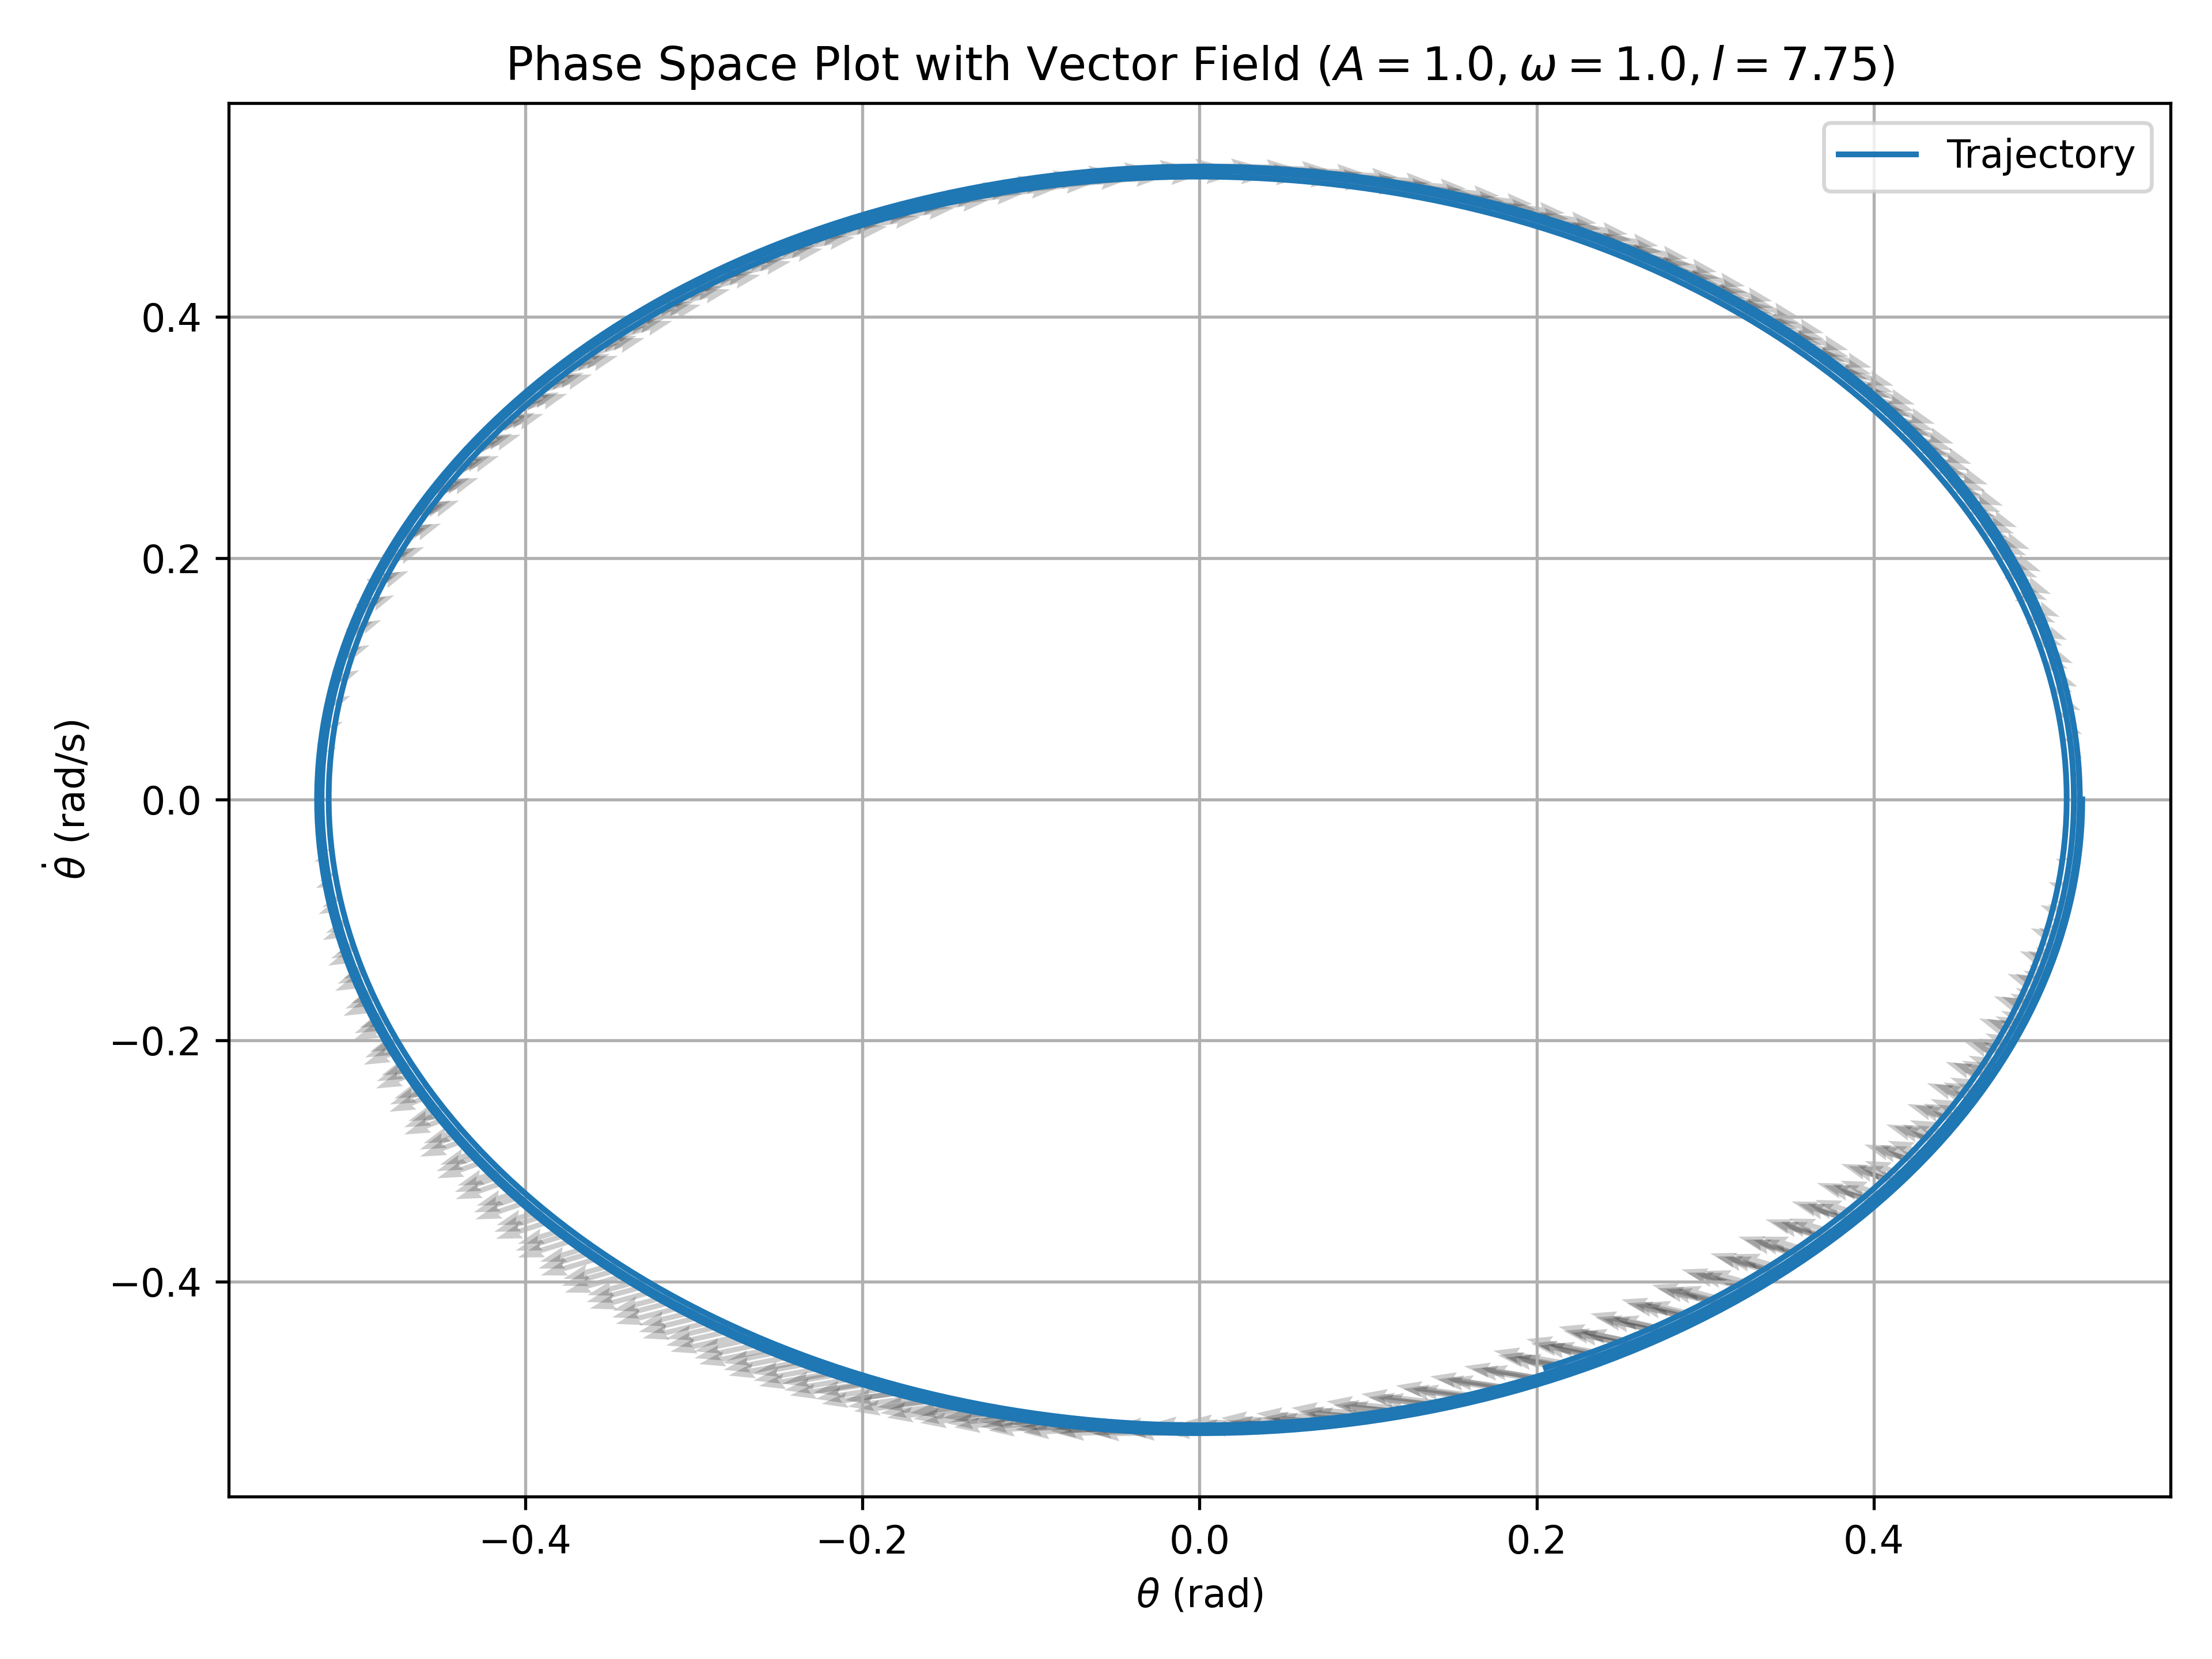 Phase Space Plot with Vector Field (A = 1.0, ω = 1.0, l = 7.75)
Trajectory
0.4
0.2
0.0
−0.2
−0.4
θ̇ (rad/s)
−0.4 −0.2 0.0 0.2 0.4
θ (rad)